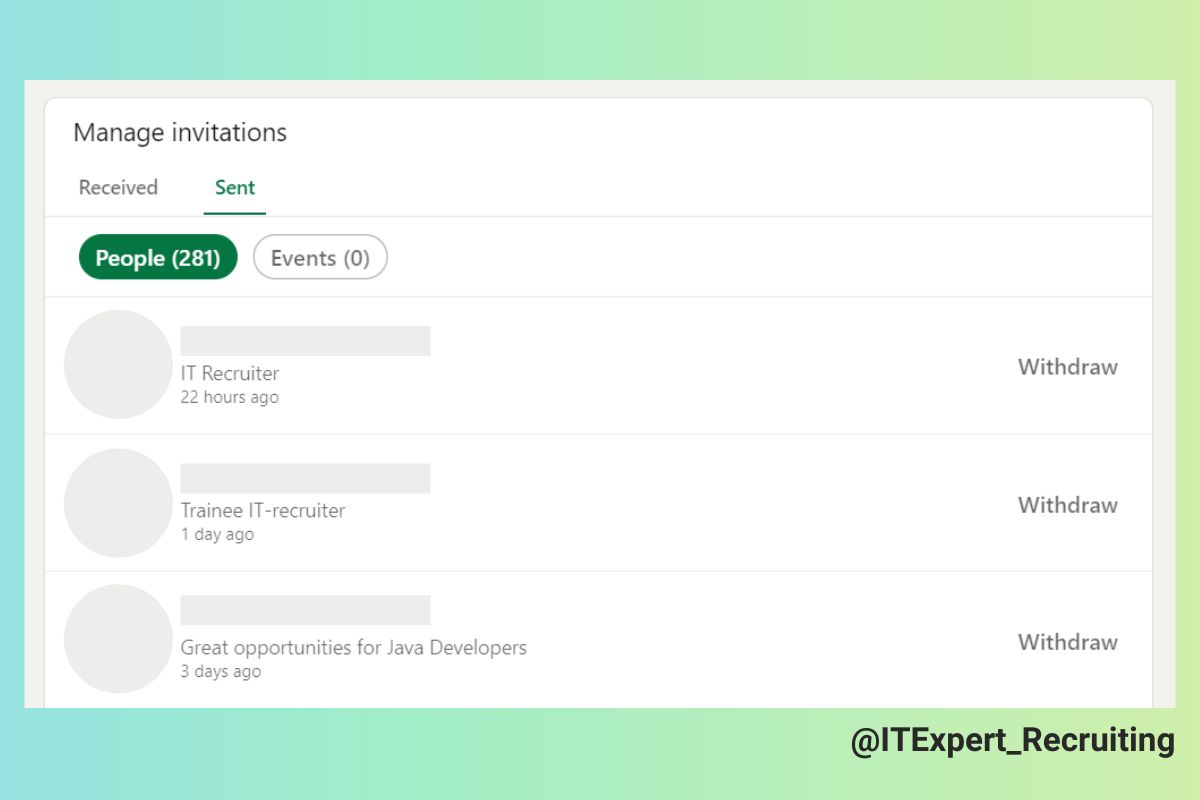 Manage invitations
Received Sent
People (281) Events (0)
IT Recruiter
22 hours ago
Withdraw
Trainee IT-recruiter
1 day ago
Withdraw
Great opportunities for Java Developers
3 days ago
Withdraw
@ITExpert_Recruiting